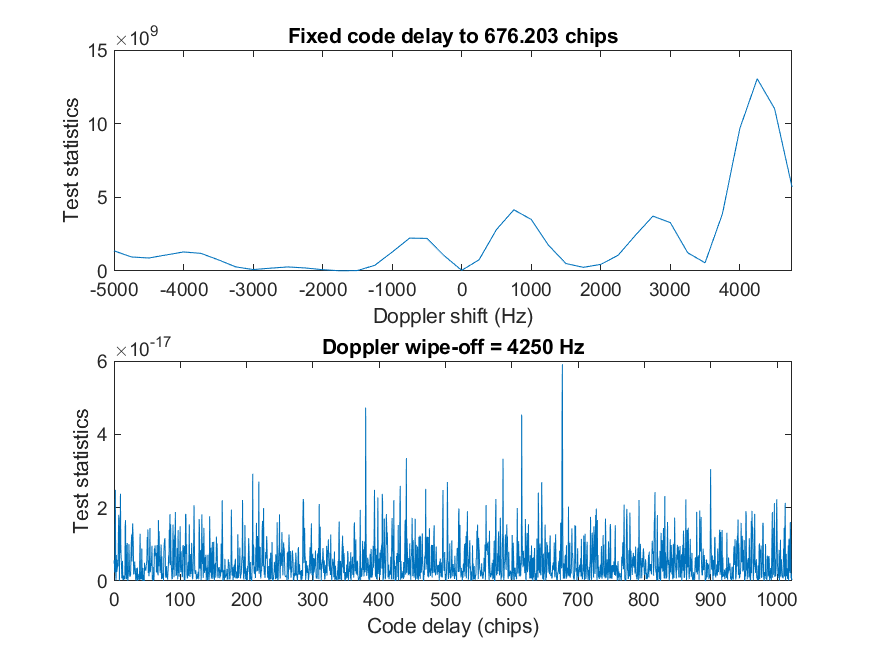 ×10^9
Fixed code delay to 676.203 chips
15
10
5
0
Test statistics
-5000 -4000 -3000 -2000 -1000 0 1000 2000 3000 4000
Doppler shift (Hz)
×10^-17
Doppler wipe-off = 4250 Hz
6
4
2
0
Test statistics
0 100 200 300 400 500 600 700 800 900 1000
Code delay (chips)